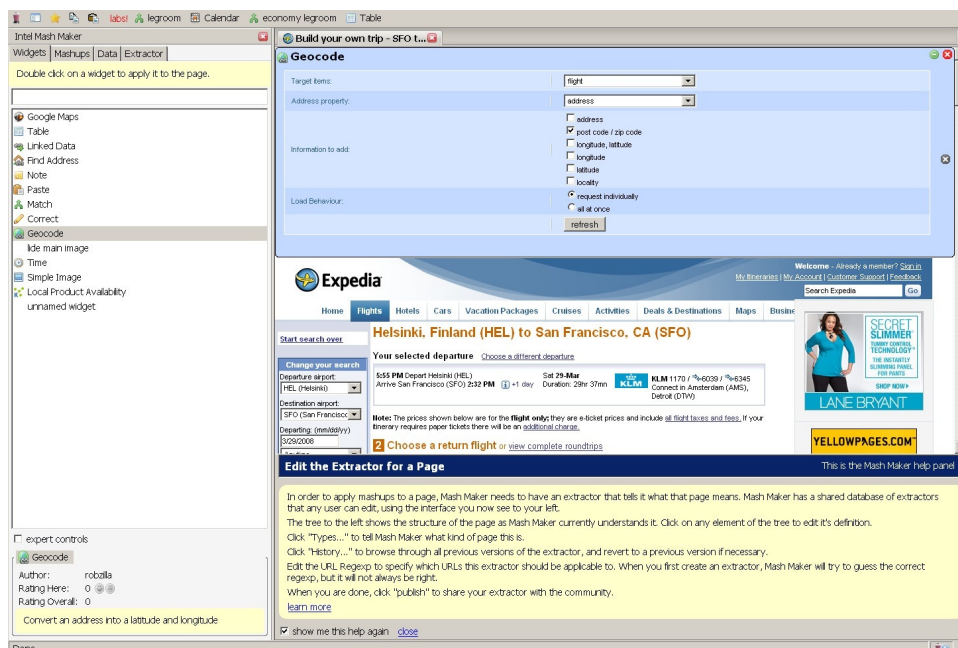 labs! legroom Calendar economy legroom Table
Intel Mash Maker
Widgets Mashups Data Extractor
Double click on a widget to apply it to the page.
Google Maps
Table
Linked Data
Find Address
Note
Paste
Match
Correct
Geocode
lide main image
Time
Simple Image
Local Product Availability
unnamed widget
expert controls
Geocode
Author: robzilla
Rating Here: 0
Rating Overall: 0
Convert an address into a latitude and longitude
Build your own trip - SFO t...
Geocode
Target items: flight
Address property: address
Information to add:
address
post code / zip code
longitude, latitude
longitude
latitude
locality
Load Behaviour:
request individually
all at once
refresh
Expedia
Welcome - Already a member? Sign in
My Itineraries | My Account | Customer Support | Feedback
Search Expedia Go
Home Flights Hotels Cars Vacation Packages Cruises Activities Deals & Destinations Maps Busine
Start search over
Change your search
Departure airport:
HEL (Helsinki)
Destination airport:
SFO (San Francisc
Departing: (mm/dd/yy)
3/29/2008
Helsinki, Finland (HEL) to San Francisco, CA (SFO)
Your selected departure Choose a different departure
5:55 PM Depart Helsinki (HEL) Sat 29-Mar
Arrive San Francisco (SFO) 2:32 PM +1 day Duration: 29hr 37mn
KLM
KLM 1170 / 6039 / 6345
Connect in Amsterdam (AMS),
Detroit (DTW)
Note: The prices shown below are for the flight only; they are e-ticket prices and include all flight taxes and fees. If your
itinerary requires paper tickets there will be an additional charge.
2 Choose a return flight or view complete roundtrips
SECRET
SLIMMER
TUMMY CONTROL
TECHNOLOGY
THE INSTANTLY
SLIMMING PANEL
FOR PANTS
SHOP NOW
LANE BRYANT
YELLOWPAGES.COM
Edit the Extractor for a Page This is the Mash Maker help panel
In order to apply mashups to a page, Mash Maker needs to have an extractor that tells it what that page means. Mash Maker has a shared database of extractors
that any user can edit, using the interface you now see to your left.
The tree to the left shows the structure of the page as Mash Maker currently understands it. Click on any element of the tree to edit it's definition.
Click "Types..." to tell Mash Maker what kind of page this is.
Click "History..." to browse through all previous versions of the extractor, and revert to a previous version if necessary.
Edit the URL Regexp to specify which URLs this extractor should be applicable to. When you first create an extractor, Mash Maker will try to guess the correct
regexp, but it will not always be right.
When you are done, click "publish" to share your extractor with the community.
learn more
show me this help again close